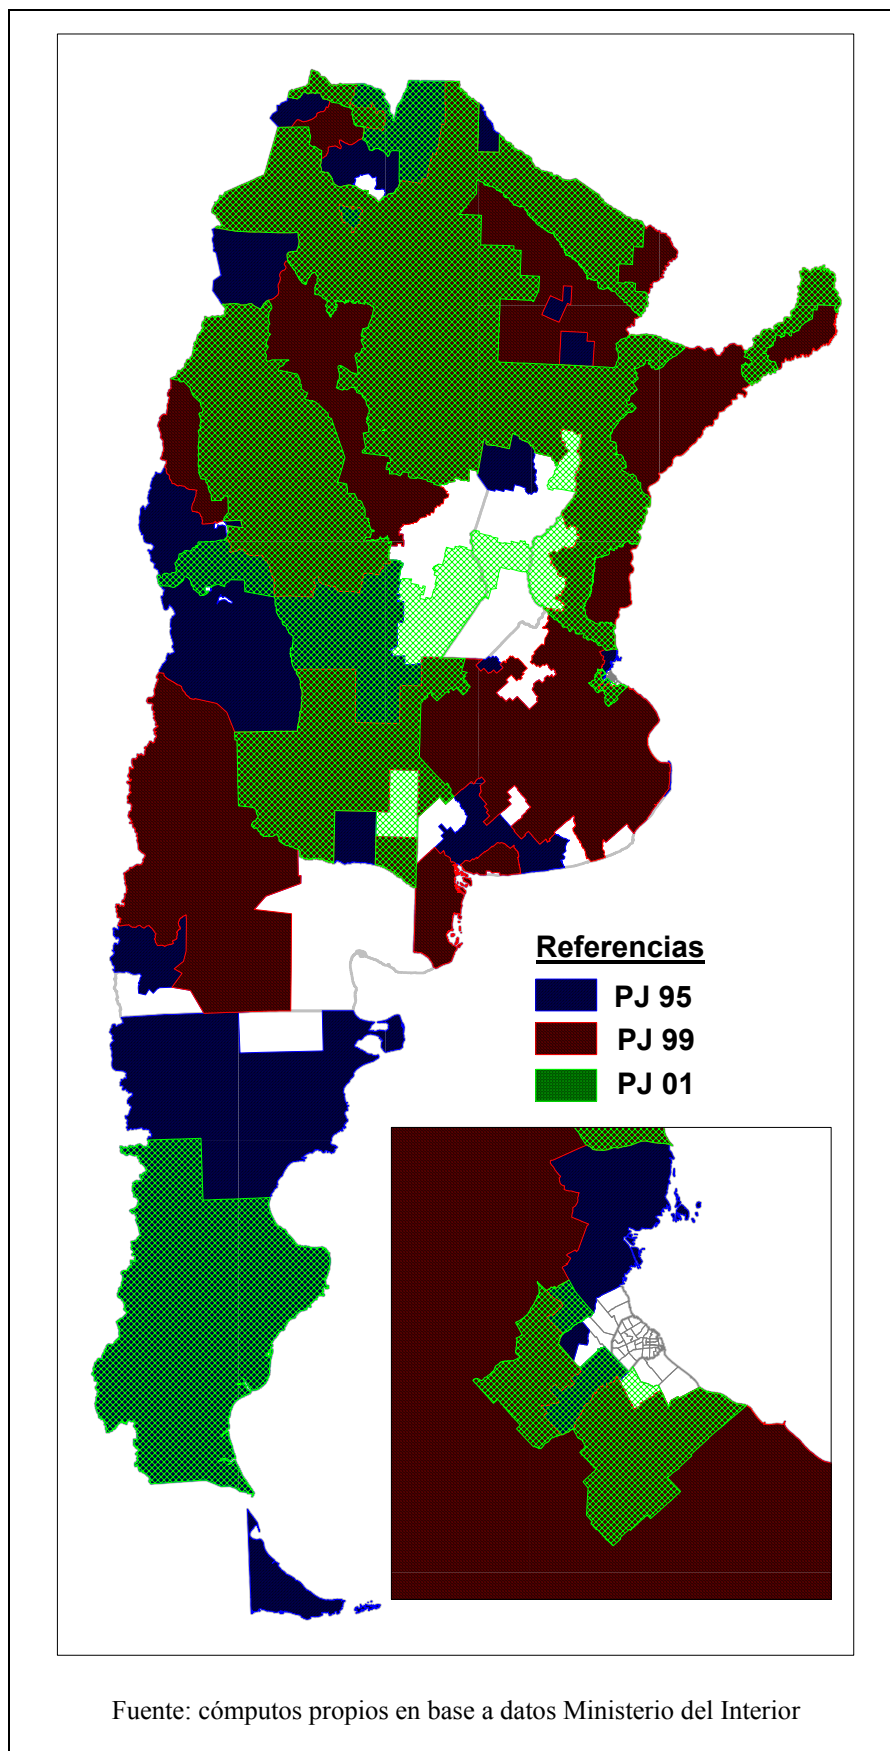 Referencias
PJ 95
PJ 99
PJ 01
Fuente: cómputos propios en base a datos Ministerio del Interior